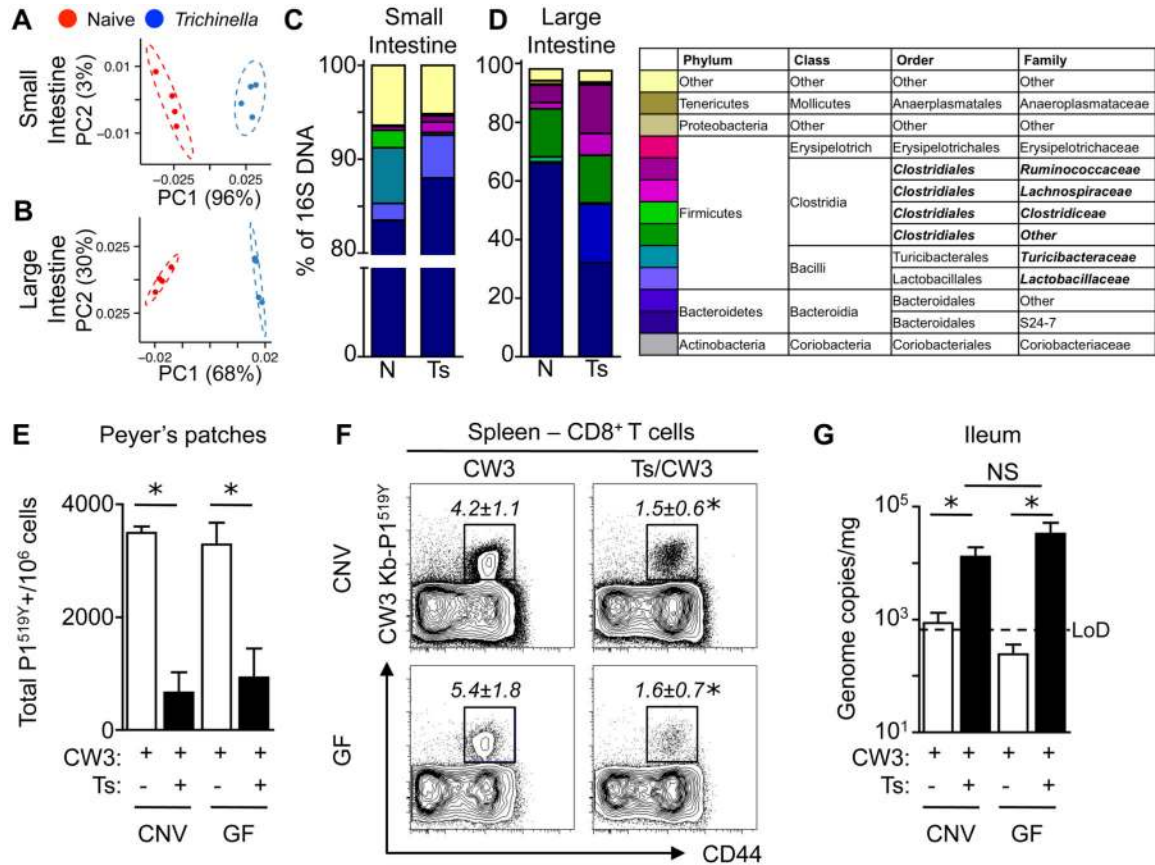 A
Naive
Trichinella
Small
Intestine
PC2 (3%)
0.01
−0.01
−0.025
0.025
PC1 (96%)
B
Large
Intestine
PC2 (30%)
0.025
0.025
−0.02
0.02
PC1 (68%)
C
Small
Intestine
% of 16S DNA
100
90
80
0
N
Ts
D
Large
Intestine
100
80
60
40
20
0
N
Ts
Phylum Class Order Family
Other Other Other Other
Tenericutes Mollicutes Anaerplasmatales Anaeroplasmataceae
Proteobacteria Other Other Other
Firmicutes Erysipelotrich Erysipelotrichales Erysipelotrichaceae
Clostridia Clostridiales Ruminococcaceae
Clostridiales Lachnospiraceae
Clostridiales Clostridiceae
Clostridiales Other
Bacilli Turicibacterales Turicibacteraceae
Lactobacillales Lactobacillaceae
Bacteroidetes Bacteroidia Bacteroidales Other
Bacteroidales S24-7
Actinobacteria Coriobacteria Coriobacteriales Coriobacteriaceae
E
Peyer's patches
Total P1519Y+/106 cells
4000
2000
0
*
*
CW3: + + + +
Ts: - + - +
CNV
GF
F
Spleen – CD8+ T cells
CW3
Ts/CW3
CW3 Kb-P1519Y
CNV
4.2±1.1
1.5±0.6*
GF
5.4±1.8
1.6±0.7*
CD44
G
Ileum
Genome copies/mg
NS
*
*
105
103
101
LoD
CW3: + + + +
Ts: - + - +
CNV
GF